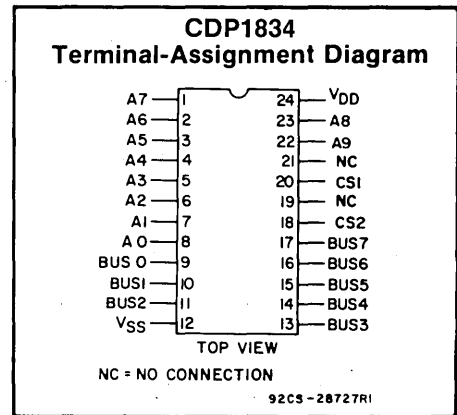 CDP1834
Terminal-Assignment Diagram
A7 1 24 VDD
A6 2 23 A8
A5 3 22 A9
A4 4 21 NC
A3 5 20 CS1
A2 6 19 NC
A1 7 18 CS2
A0 8 17 BUS7
BUS 0 9 16 BUS6
BUS1 10 15 BUS5
BUS2 11 14 BUS4
VSS 12 13 BUS3
TOP VIEW
NC = NO CONNECTION
92CS-28727R1